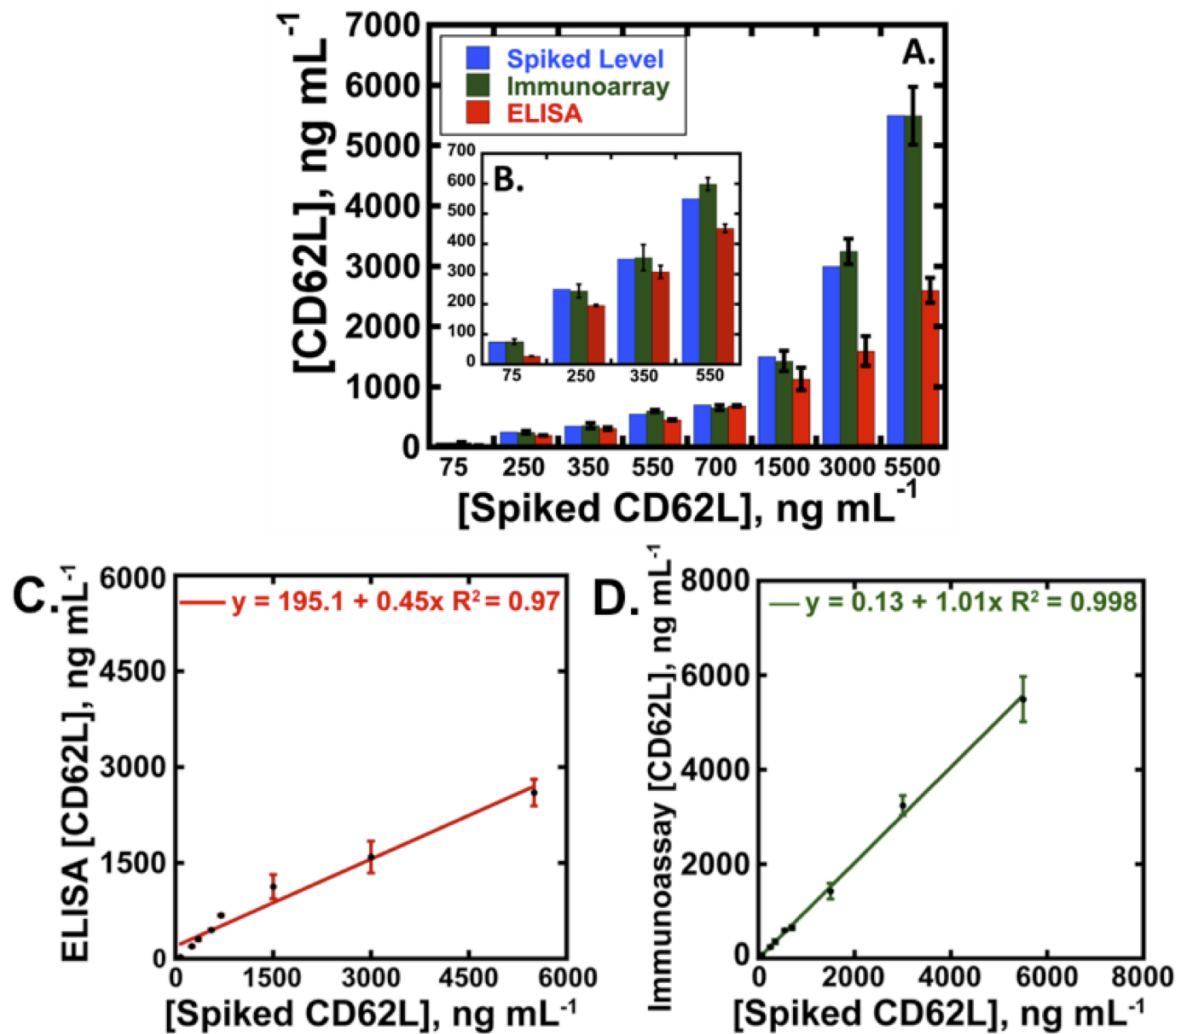 7000
6000
5000
4000
3000
2000
1000
0
[CD62L], ng mL⁻¹
A.
Spiked Level
Immunoarray
ELISA
B.
700
600
500
400
300
200
100
0
75 250 350 550
75 250 350 550 700 1500 3000 5500
[Spiked CD62L], ng mL⁻¹
C.
y = 195.1 + 0.45x R² = 0.97
6000
4500
3000
1500
0
ELISA [CD62L], ng mL⁻¹
0 1500 3000 4500 6000
[Spiked CD62L], ng mL⁻¹
D.
y = 0.13 + 1.01x R² = 0.998
8000
6000
4000
2000
0
Immunoassay [CD62L], ng mL⁻¹
0 2000 4000 6000 8000
[Spiked CD62L], ng mL⁻¹